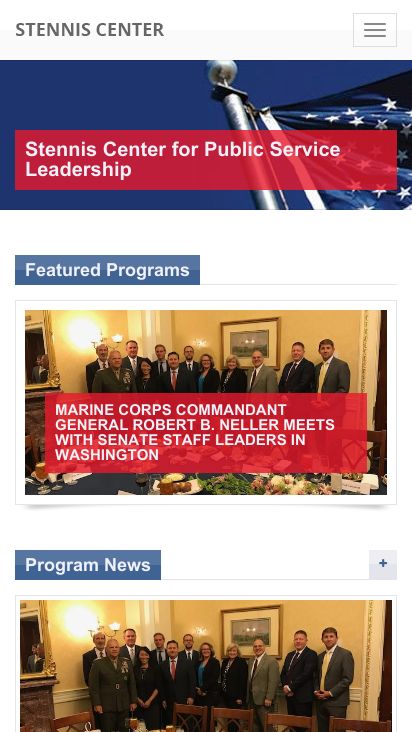 STENNIS CENTER
Stennis Center for Public Service
Leadership
Featured Programs
MARINE CORPS COMMANDANT
GENERAL ROBERT B. NELLER MEETS
WITH SENATE STAFF LEADERS IN
WASHINGTON
Program News
+